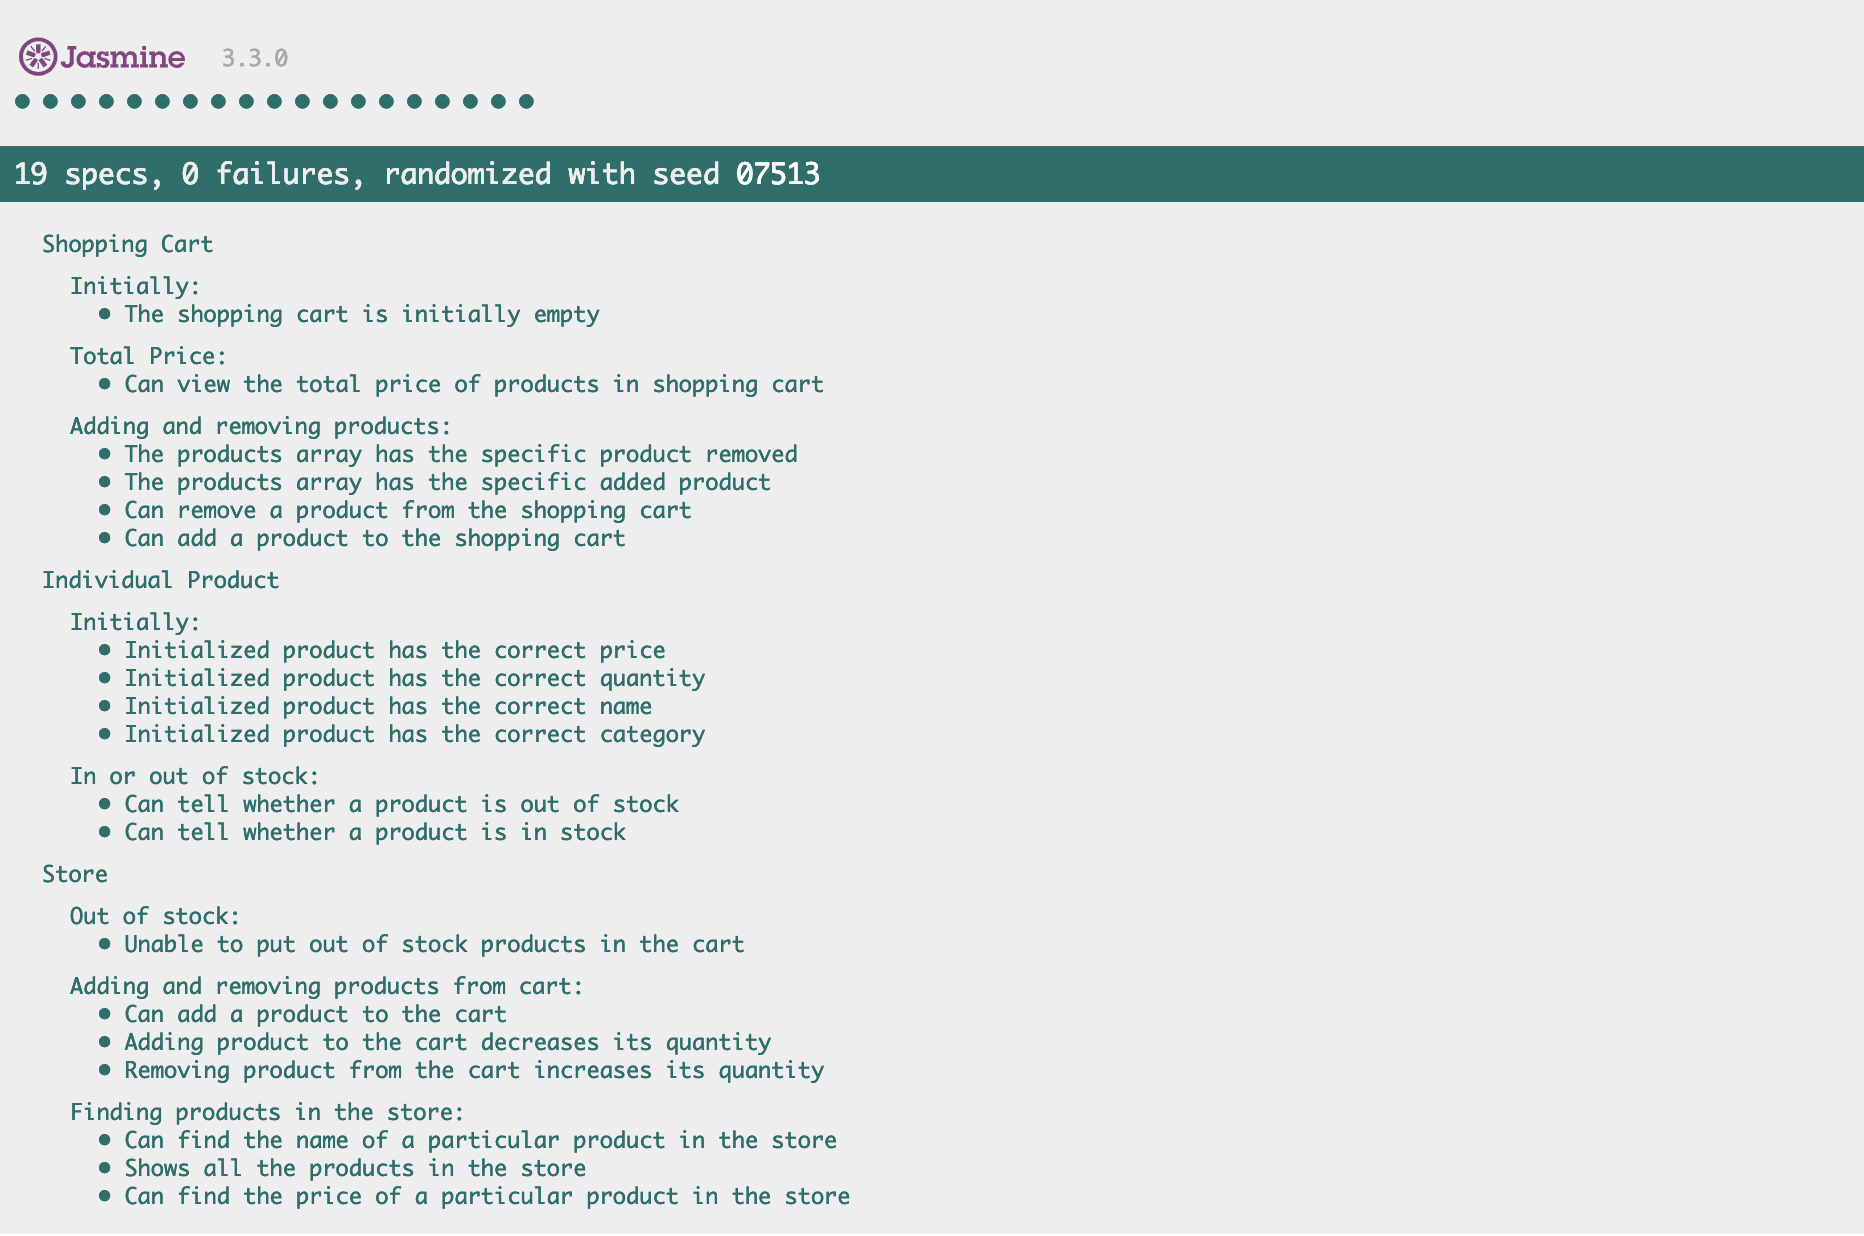 Jasmine 3.3.0
19 specs, 0 failures, randomized with seed 07513
Shopping Cart
Initially:
• The shopping cart is initially empty
Total Price:
• Can view the total price of products in shopping cart
Adding and removing products:
• The products array has the specific product removed
• The products array has the specific added product
• Can remove a product from the shopping cart
• Can add a product to the shopping cart
Individual Product
Initially:
• Initialized product has the correct price
• Initialized product has the correct quantity
• Initialized product has the correct name
• Initialized product has the correct category
In or out of stock:
• Can tell whether a product is out of stock
• Can tell whether a product is in stock
Store
Out of stock:
• Unable to put out of stock products in the cart
Adding and removing products from cart:
• Can add a product to the cart
• Adding product to the cart decreases its quantity
• Removing product from the cart increases its quantity
Finding products in the store:
• Can find the name of a particular product in the store
• Shows all the products in the store
• Can find the price of a particular product in the store